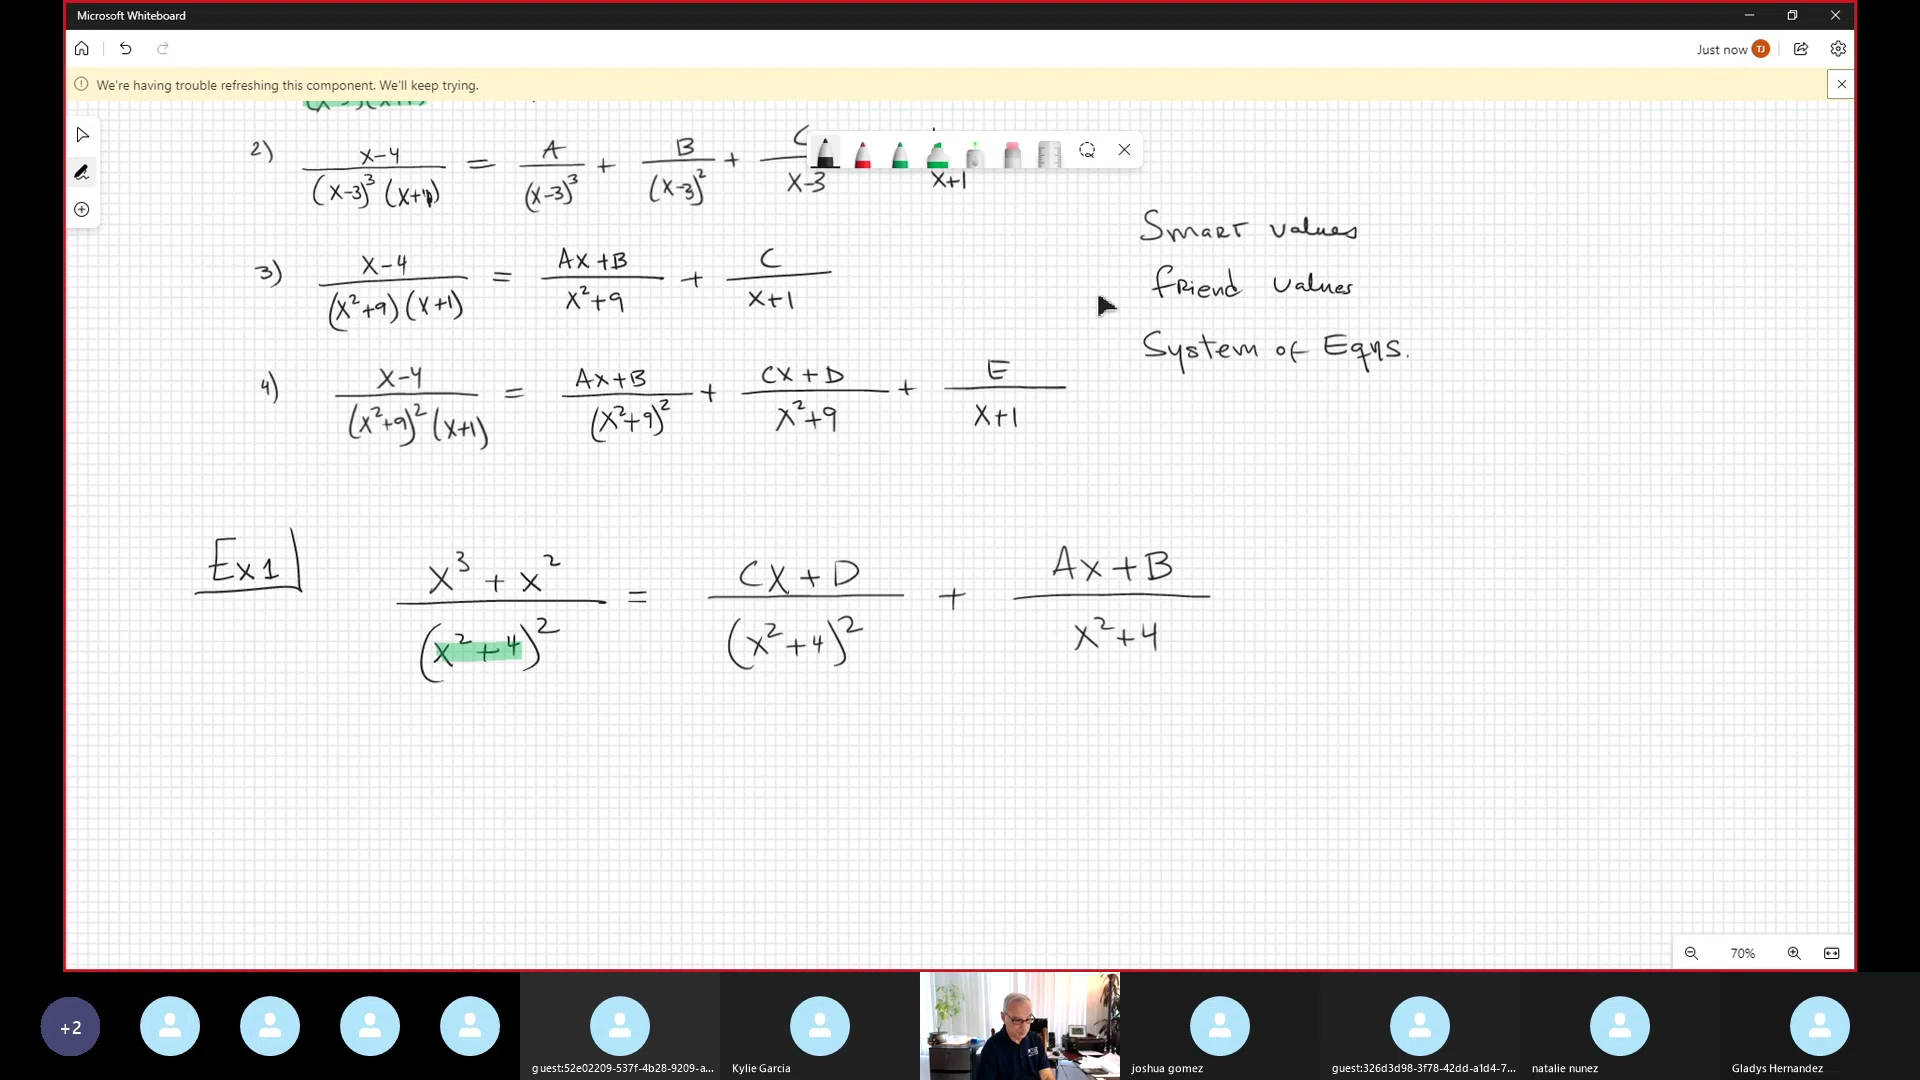 Microsoft Whiteboard
Just now TJ
We're having trouble refreshing this component. We'll keep trying.
2) x-4 / (x-3)^3 (x+1) = A / (x-3)^3 + B / (x-3)^2 + C / x-3 x+1
Smart values
3) x-4 / (x^2+9)(x+1) = Ax+B / x^2+9 + C / x+1
friend values
System of Eqns.
4) x-4 / (x^2+9)^2 (x+1) = Ax+B / (x^2+9)^2 + Cx+D / x^2+9 + E / x+1
Ex1 x^3 + x^2 / (x^2+4)^2 = Cx+D / (x^2+4)^2 + Ax+B / x^2+4
70%
+2
guest:52e02209-537f-4b28-9209-a...
Kylie Garcia
joshua gomez
guest:326d3d98-3f78-42dd-a1d4-7...
natalie nunez
Gladys Hernandez